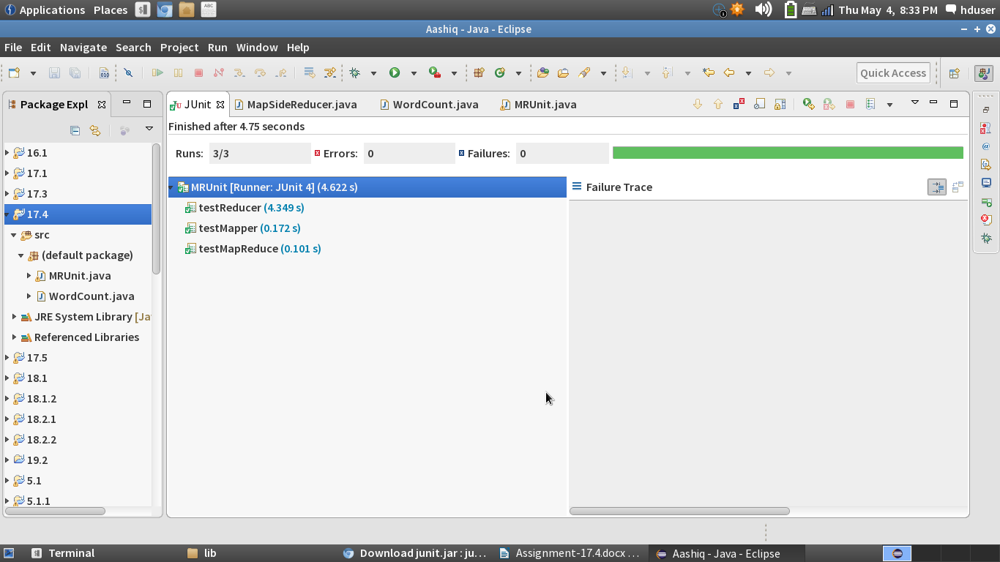 Applications Places Thu May 4, 8:33 PM hduser
Aashiq - Java - Eclipse
File Edit Navigate Search Project Run Window Help
Quick Access
Package Expl
JUnit MapSideReducer.java WordCount.java MRUnit.java
Finished after 4.75 seconds
Runs: 3/3 Errors: 0 Failures: 0
MRUnit [Runner: JUnit 4] (4.622 s)
testReducer (4.349 s)
testMapper (0.172 s)
testMapReduce (0.101 s)
Failure Trace
16.1
17.1
17.3
17.4
src
(default package)
MRUnit.java
WordCount.java
JRE System Library [Ja
Referenced Libraries
17.5
18.1
18.1.2
18.2.1
18.2.2
19.2
5.1
5.1.1
Terminal lib Download junit.jar : ju... Assignment-17.4.docx ... Aashiq - Java - Eclipse